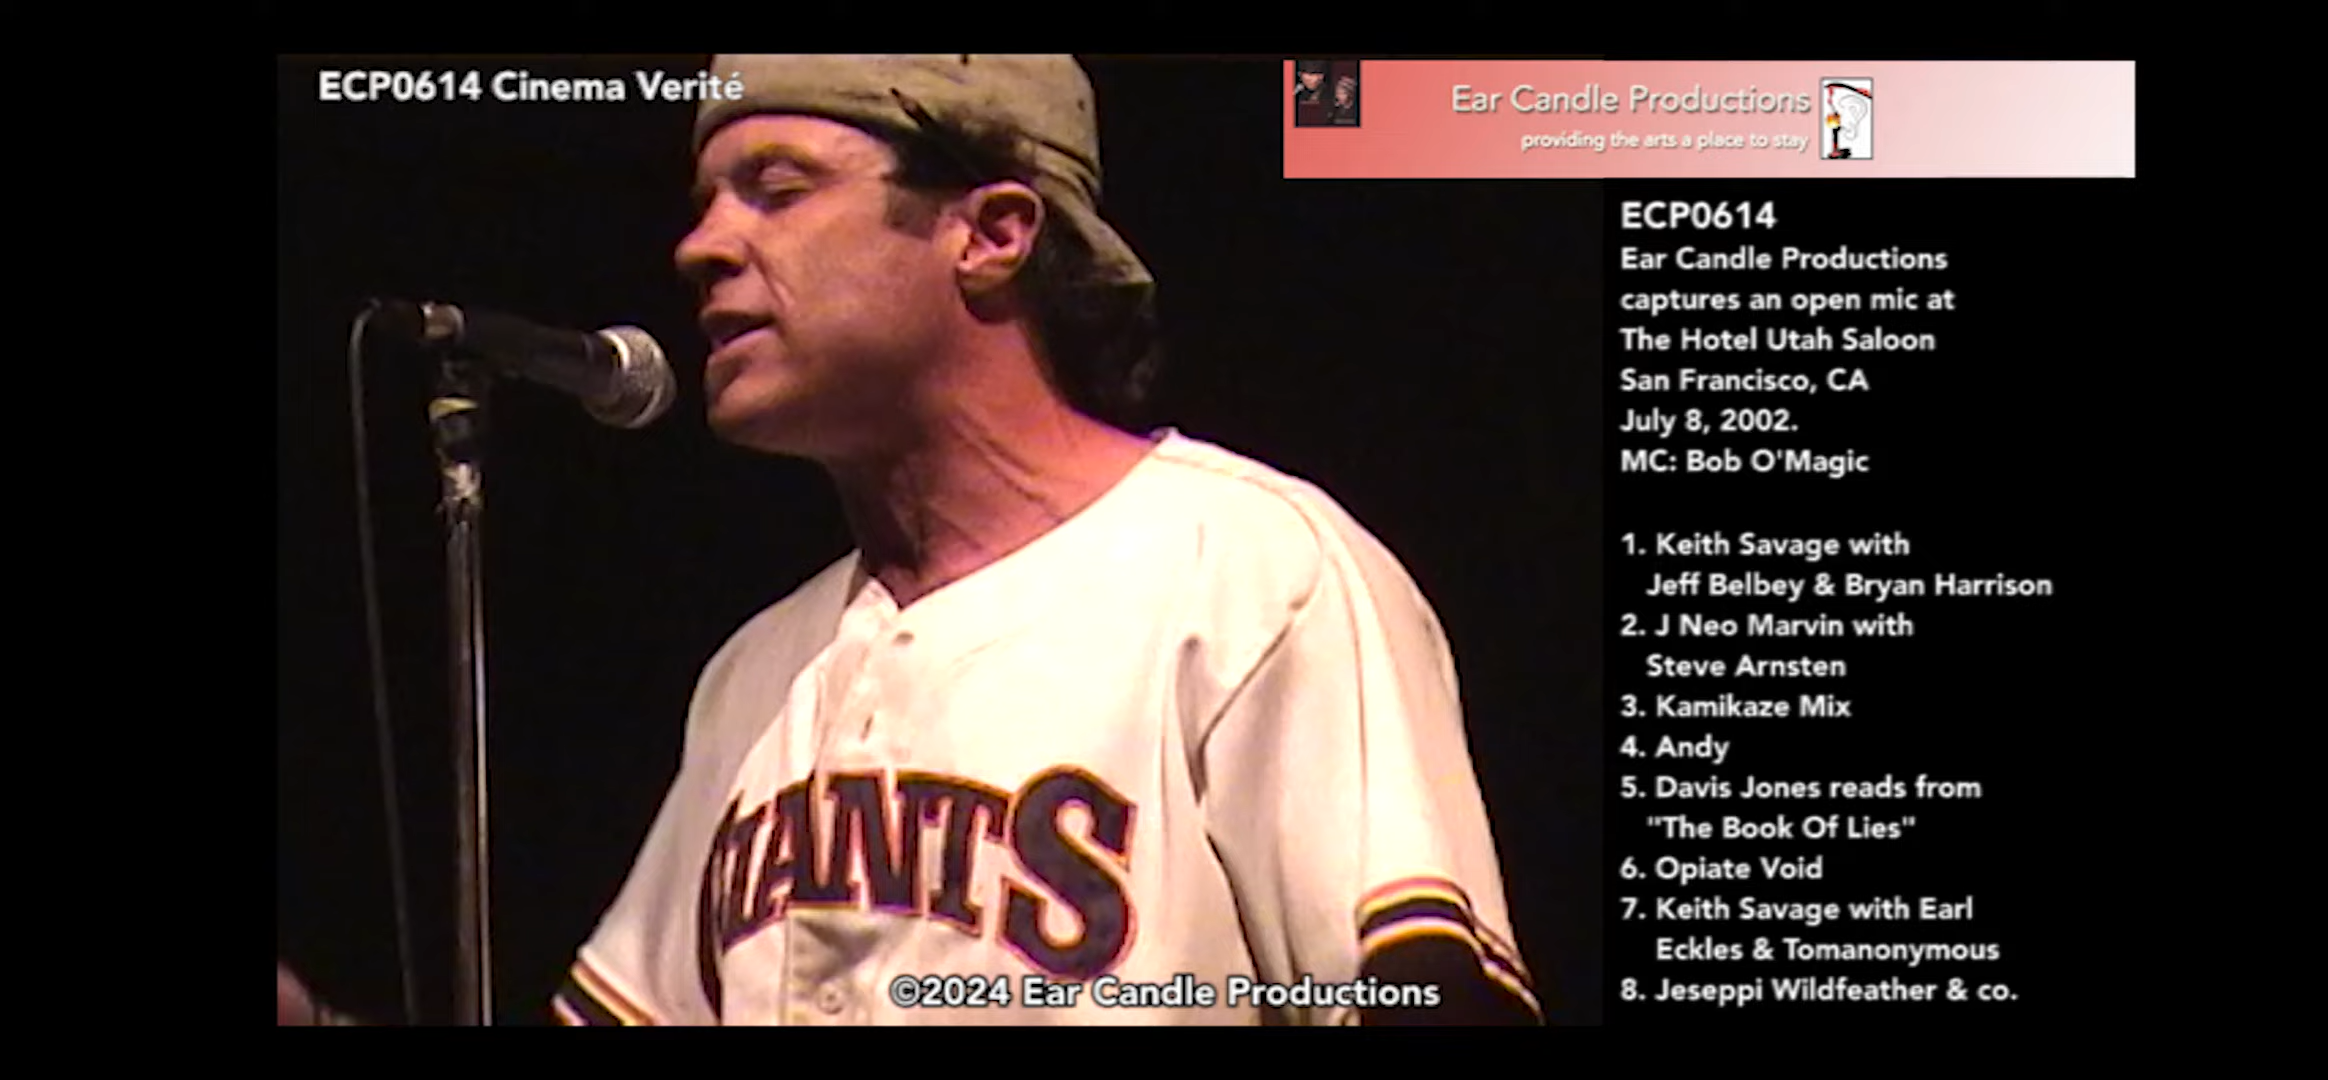 ECP0614 Cinema Verité
Ear Candle Productions
providing the arts a place to stay
ECP0614
Ear Candle Productions
captures an open mic at
The Hotel Utah Saloon
San Francisco, CA
July 8, 2002.
MC: Bob O'Magic
1. Keith Savage with
Jeff Belbey & Bryan Harrison
2. J Neo Marvin with
Steve Arnsten
3. Kamikaze Mix
4. Andy
5. Davis Jones reads from
"The Book Of Lies"
6. Opiate Void
7. Keith Savage with Earl
Eckles & Tomanonymous
8. Jeseppi Wildfeather & co.
GIANTS
©2024 Ear Candle Productions